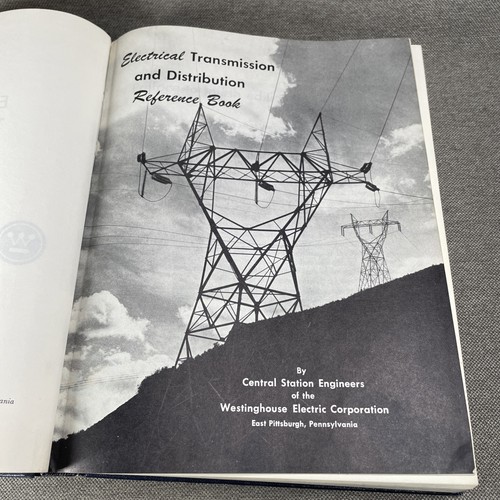 Electrical Transmission
and Distribution
Reference Book
By
Central Station Engineers
of the
Westinghouse Electric Corporation
East Pittsburgh, Pennsylvania